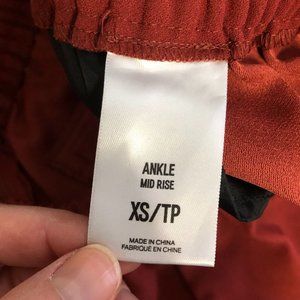 ANKLE
MID RISE
XS/TP
MADE IN CHINA
FABRIQUÉ EN CHINE